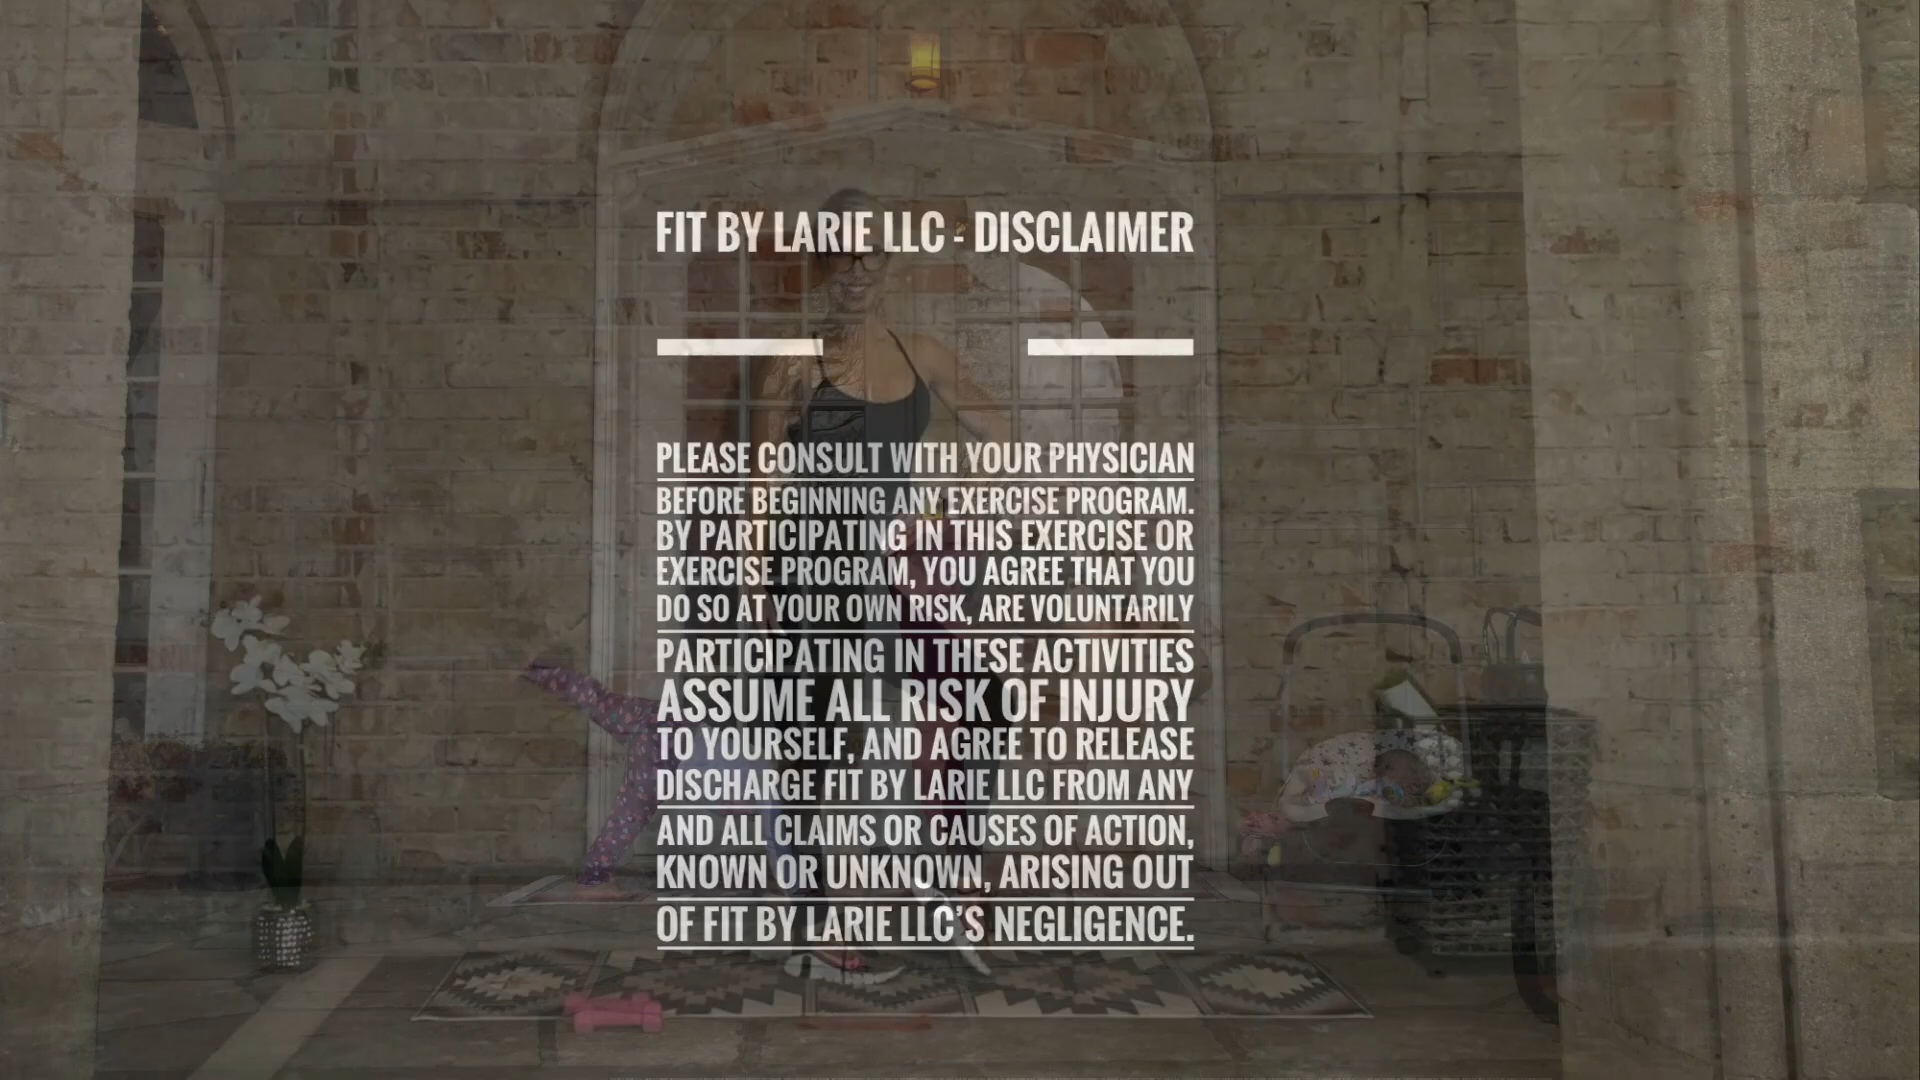 FIT BY LARIE LLC - DISCLAIMER
PLEASE CONSULT WITH YOUR PHYSICIAN
BEFORE BEGINNING ANY EXERCISE PROGRAM.
BY PARTICIPATING IN THIS EXERCISE OR
EXERCISE PROGRAM, YOU AGREE THAT YOU
DO SO AT YOUR OWN RISK, ARE VOLUNTARILY
PARTICIPATING IN THESE ACTIVITIES
ASSUME ALL RISK OF INJURY
TO YOURSELF, AND AGREE TO RELEASE
DISCHARGE FIT BY LARIE LLC FROM ANY
AND ALL CLAIMS OR CAUSES OF ACTION,
KNOWN OR UNKNOWN, ARISING OUT
OF FIT BY LARIE LLC’S NEGLIGENCE.